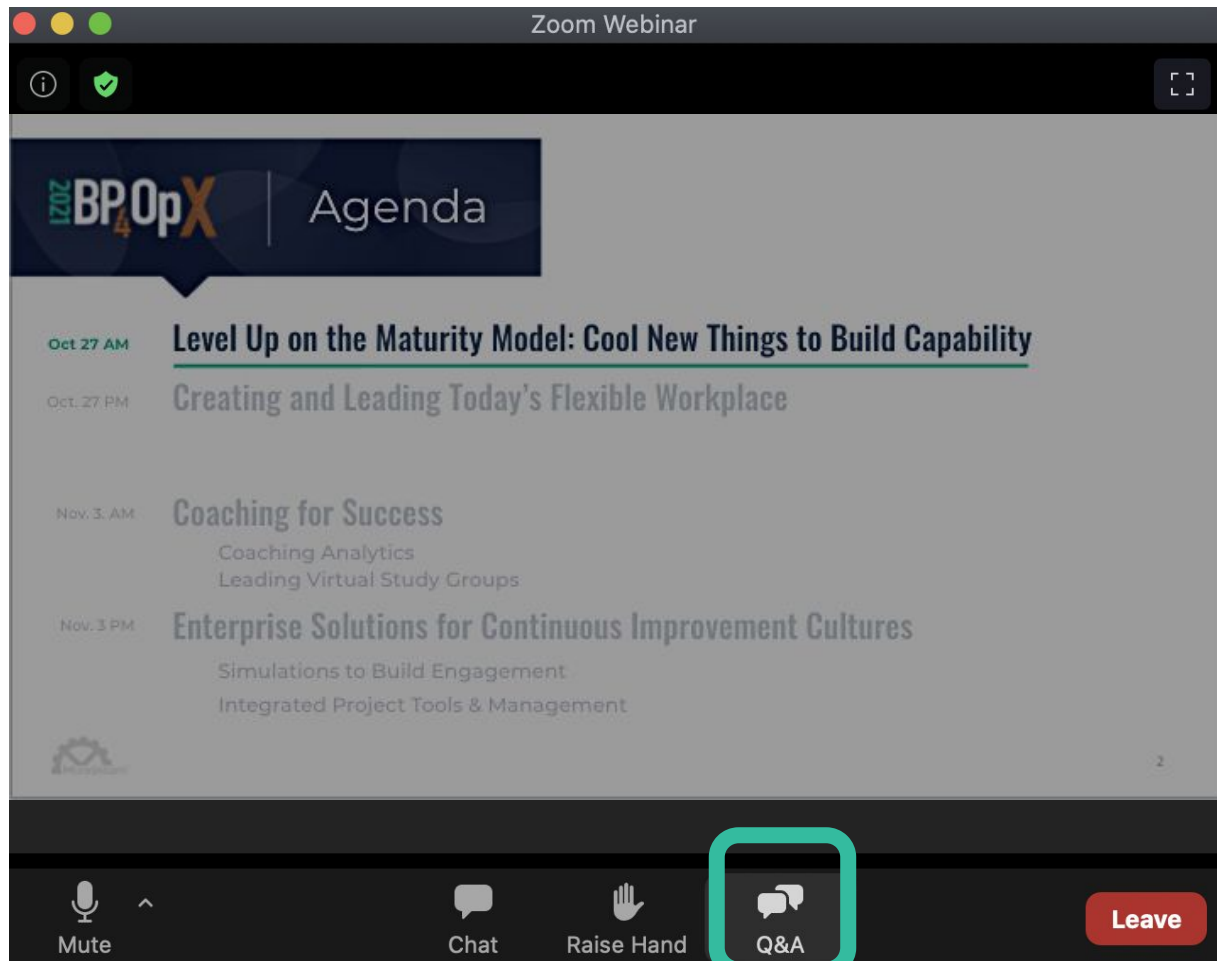 Zoom Webinar
2021 BP4OpX Agenda
Oct 27 AM Level Up on the Maturity Model: Cool New Things to Build Capability
Oct. 27 PM Creating and Leading Today's Flexible Workplace
Nov. 3. AM Coaching for Success
Coaching Analytics
Leading Virtual Study Groups
Nov. 3 PM Enterprise Solutions for Continuous Improvement Cultures
Simulations to Build Engagement
Integrated Project Tools & Management
2
Mute Chat Raise Hand Q&A Leave